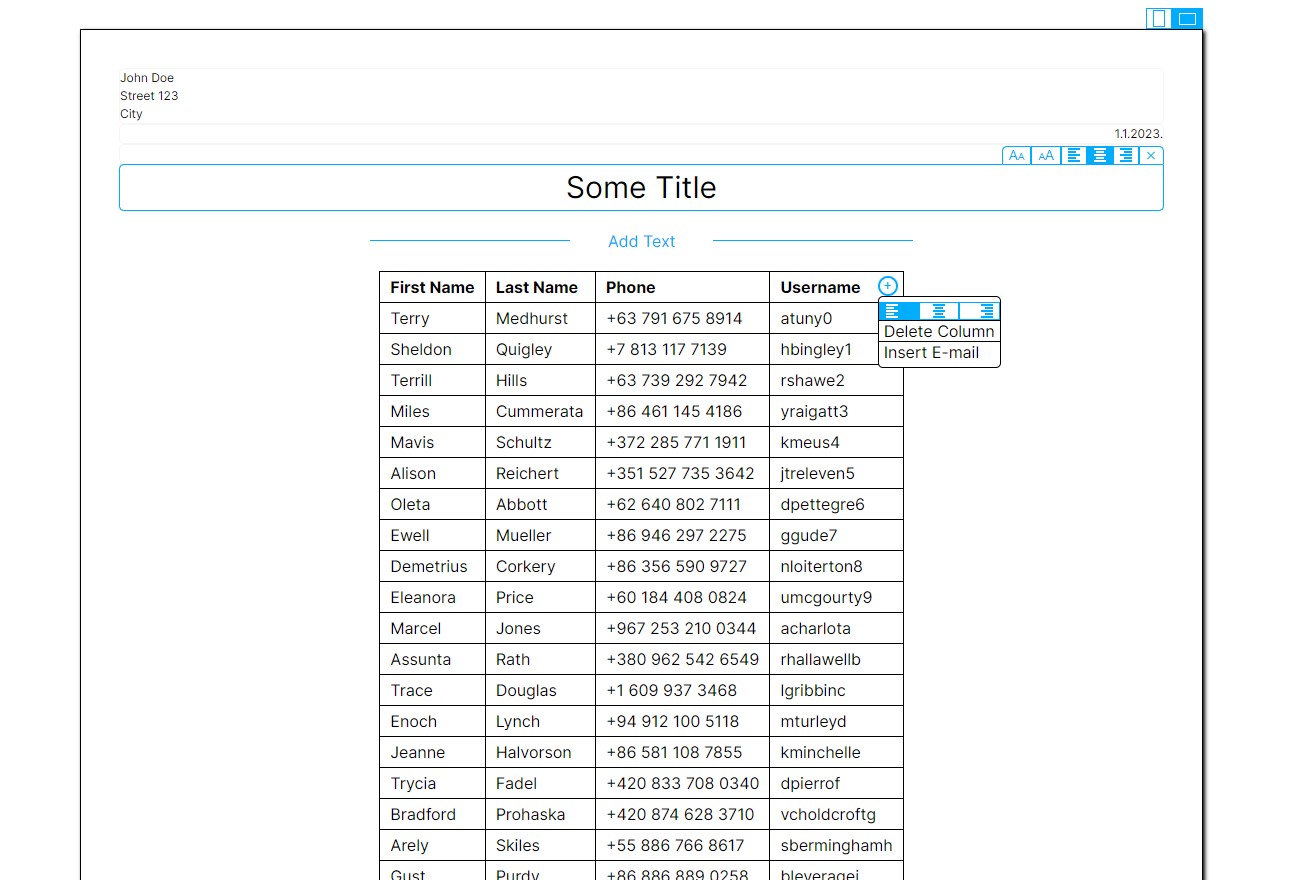 John Doe
Street 123
City
1.1.2023.
AA AA ×
Some Title
Add Text
First Name Last Name Phone Username +
Terry Medhurst +63 791 675 8914 atuny0
Delete Column
Sheldon Quigley +7 813 117 7139 hbingley1
Insert E-mail
Terrill Hills +63 739 292 7942 rshawe2
Miles Cummerata +86 461 145 4186 yraigatt3
Mavis Schultz +372 285 771 1911 kmeus4
Alison Reichert +351 527 735 3642 jtreleven5
Oleta Abbott +62 640 802 7111 dpettegre6
Ewell Mueller +86 946 297 2275 ggude7
Demetrius Corkery +86 356 590 9727 nloiterton8
Eleanora Price +60 184 408 0824 umcgourty9
Marcel Jones +967 253 210 0344 acharlota
Assunta Rath +380 962 542 6549 rhallawellb
Trace Douglas +1 609 937 3468 lgribbinc
Enoch Lynch +94 912 100 5118 mturleyd
Jeanne Halvorson +86 581 108 7855 kminchelle
Trycia Fadel +420 833 708 0340 dpierrof
Bradford Prohaska +420 874 628 3710 vcholdcroftg
Arely Skiles +55 886 766 8617 sberminghamh
Gust Purdy +86 886 889 0258 bleveragei